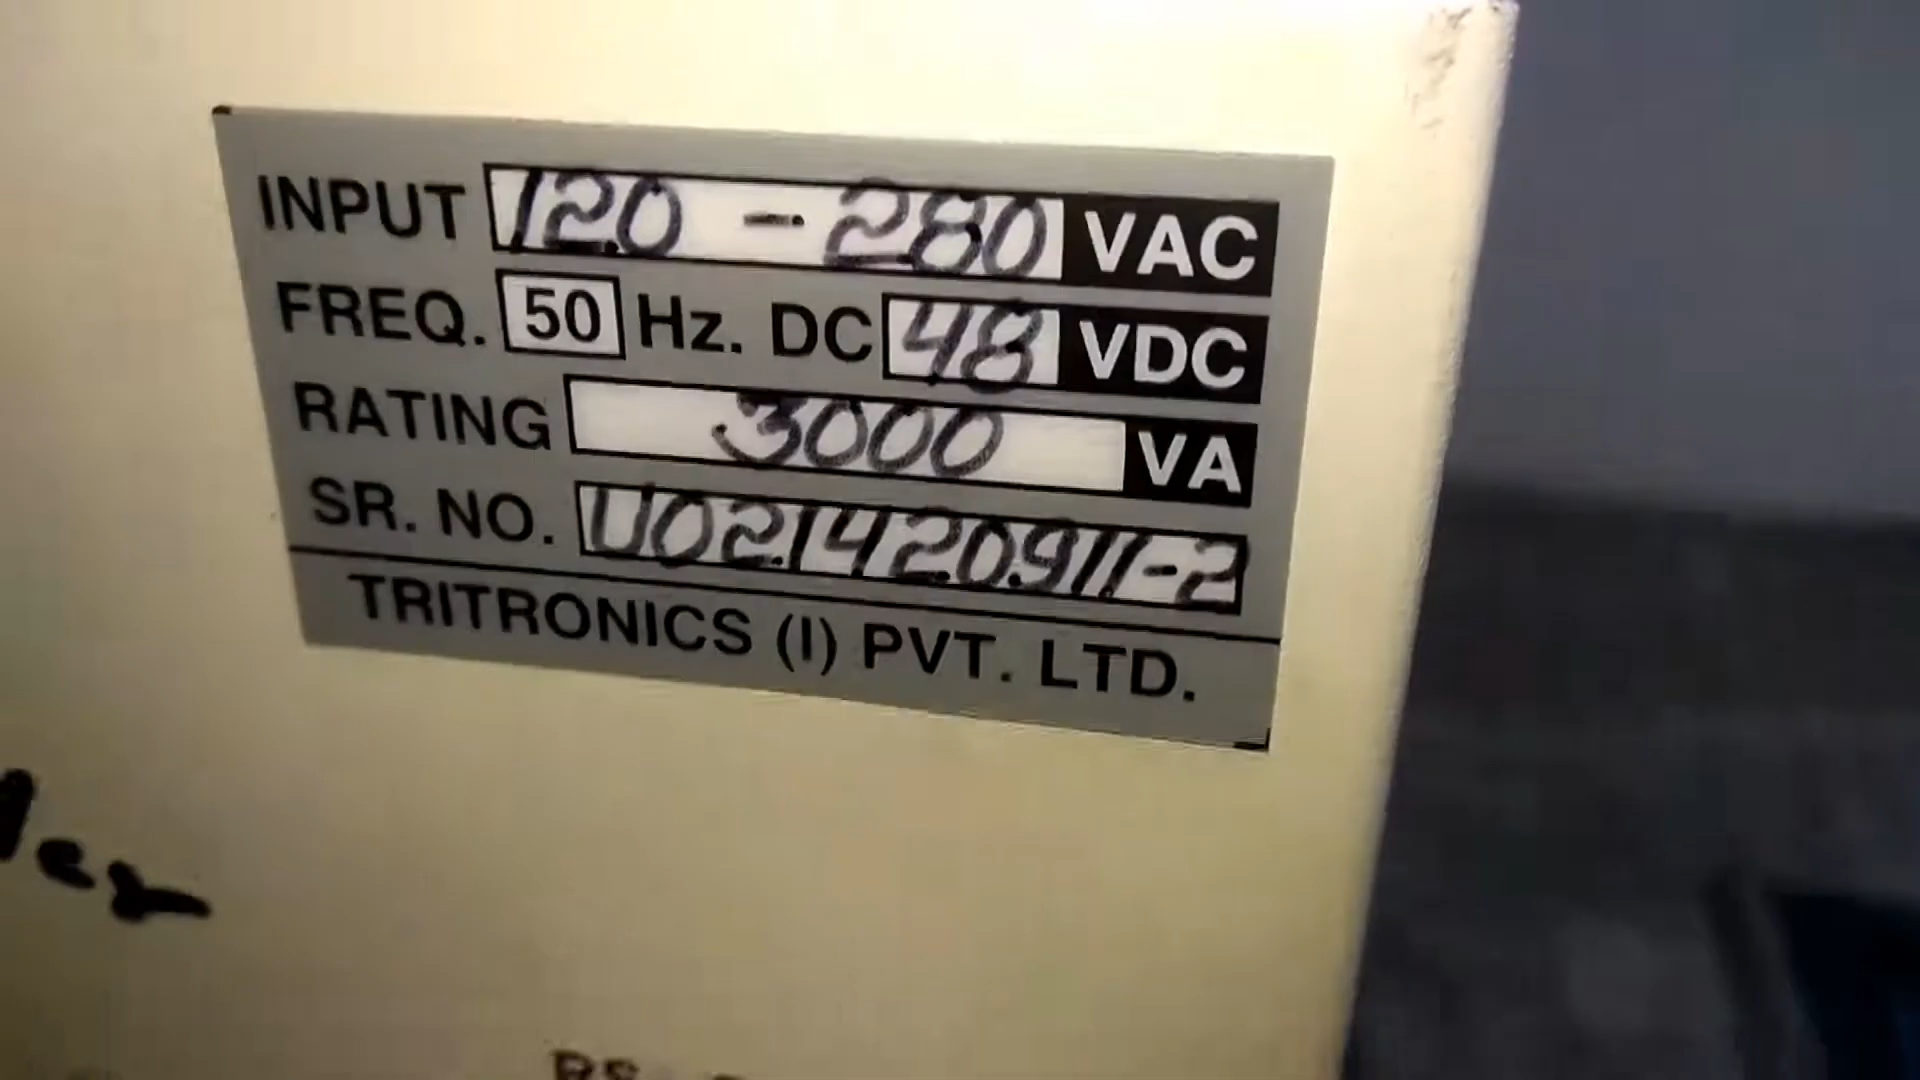 INPUT 120 - 280 VAC
FREQ. 50 Hz. DC 48 VDC
RATING 3000 VA
SR. NO. U021420911-2
TRITRONICS (I) PVT. LTD.